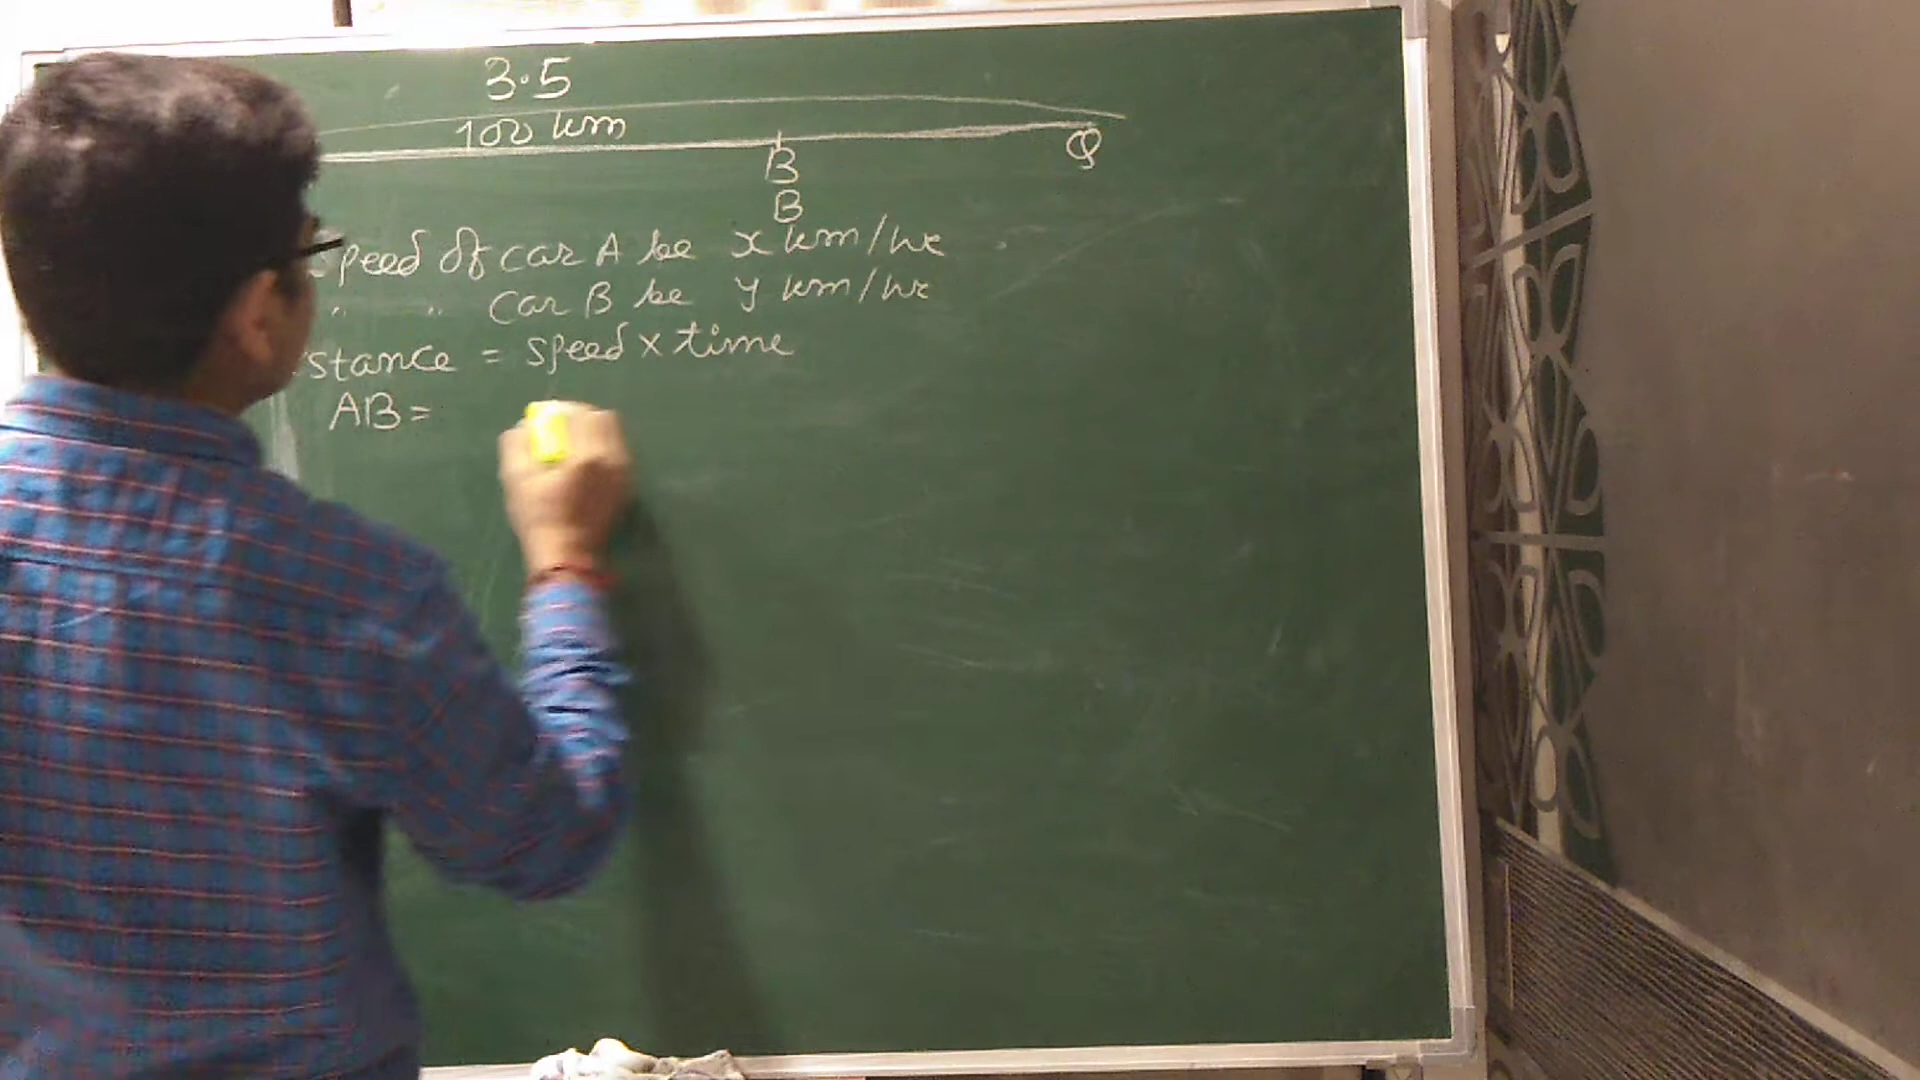 3.5
100 km
B
Q
B
Speed of car A be x km/hr
" " car B be y km/hr
stance = speed x time
AB =